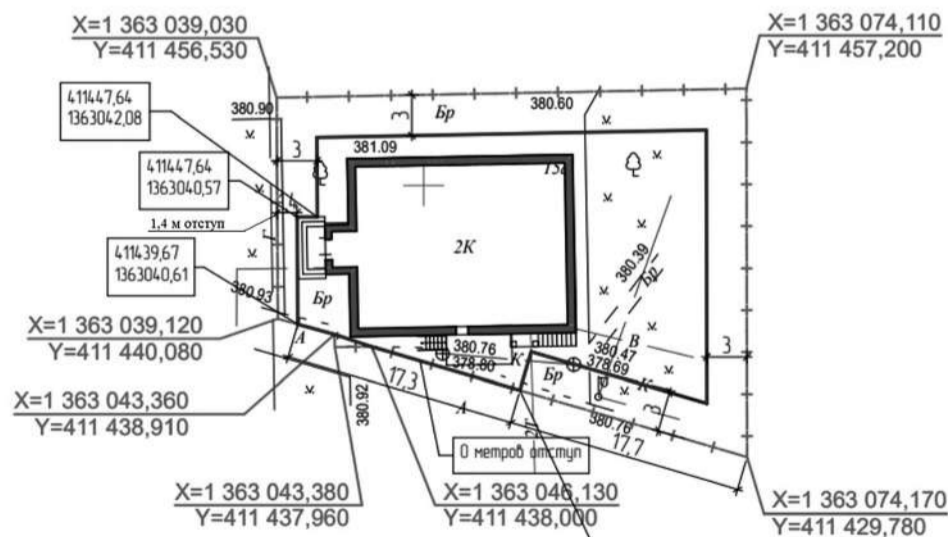 X=1 363 039,030
Y=411 456,530
X=1 363 074,110
Y=411 457,200
411447,64
1363042,08
380.90
Бр
380.60
3
3
381.09
411447,64
1363040,57
1,4 м отступ
2К
380.39
Бр
411439,67
1363040,61
380.93
Бр
X=1 363 039,120
Y=411 440,080
А
380.76
378.80
К
Бр
В
380.47
378.69
К
3
3
X=1 363 043,360
Y=411 438,910
380.92
17,3
А
380.76
17,7
0 метров отступ
X=1 363 043,380
Y=411 437,960
X=1 363 046,130
Y=411 438,000
X=1 363 074,170
Y=411 429,780